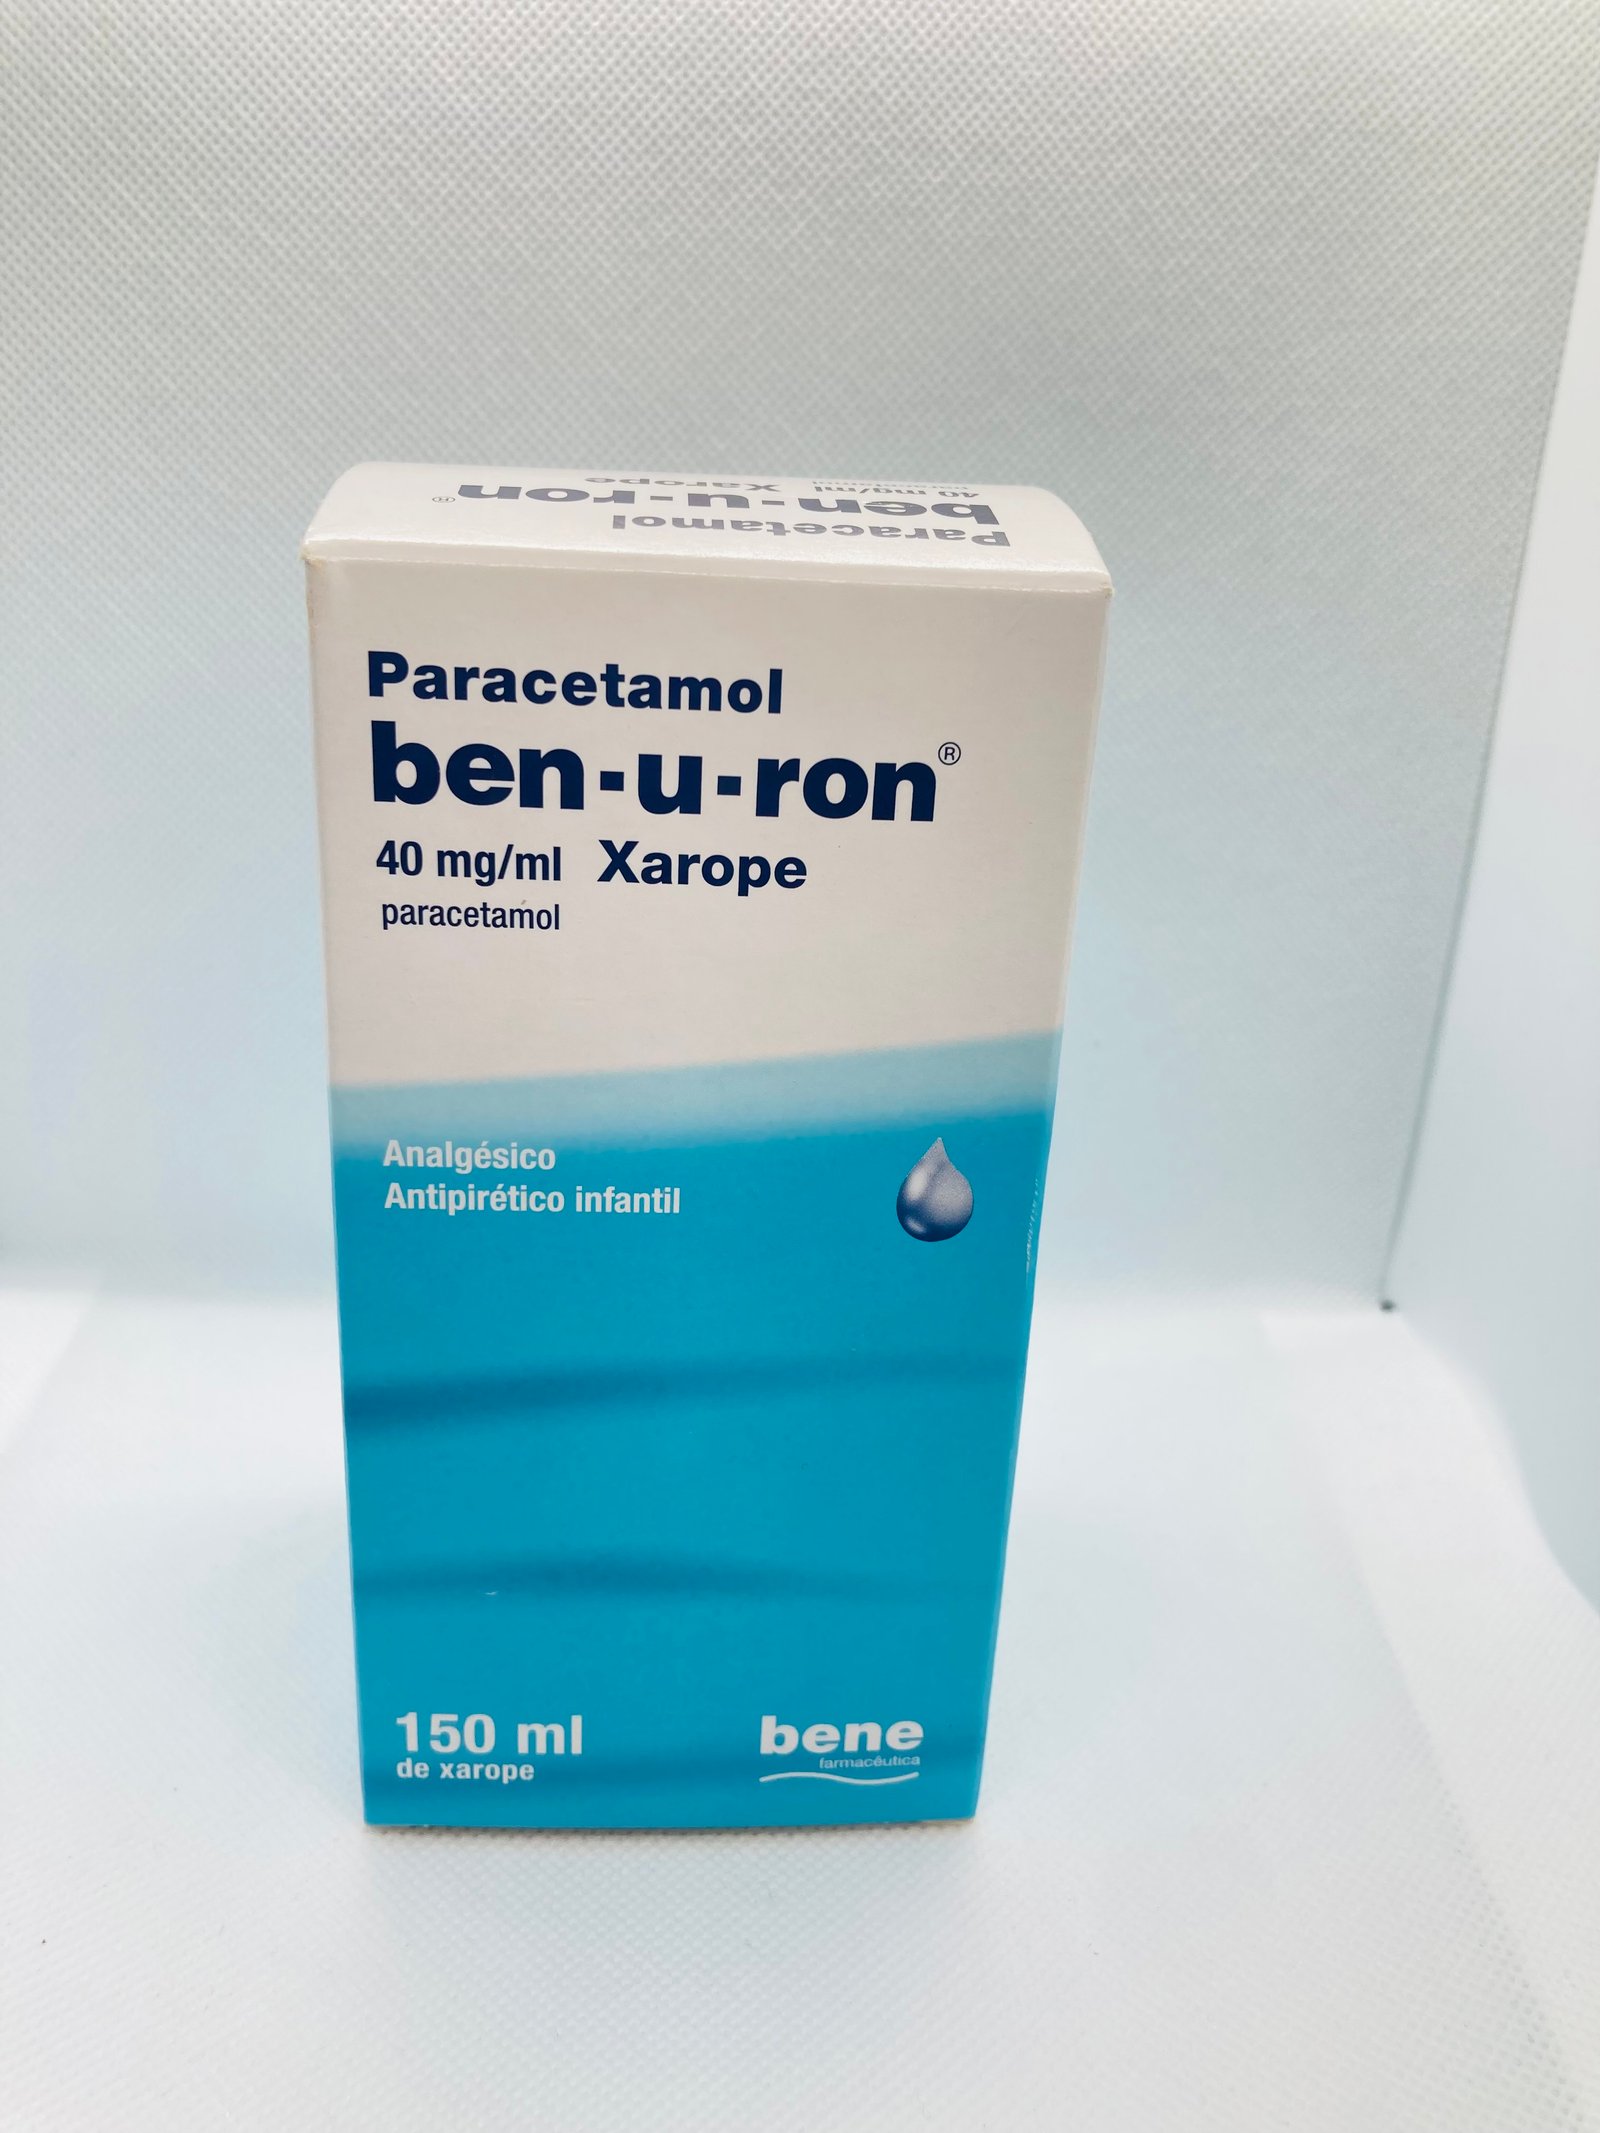 Paracetamol
ben-u-ron®
40 mg/ml Xarope
paracetamol
Paracetamol
ben·u·ron®
40 mg/ml Xarope
paracetamol
Analgésico
Antipirético infantil
150 ml
de xarope
bene
farmacêutica